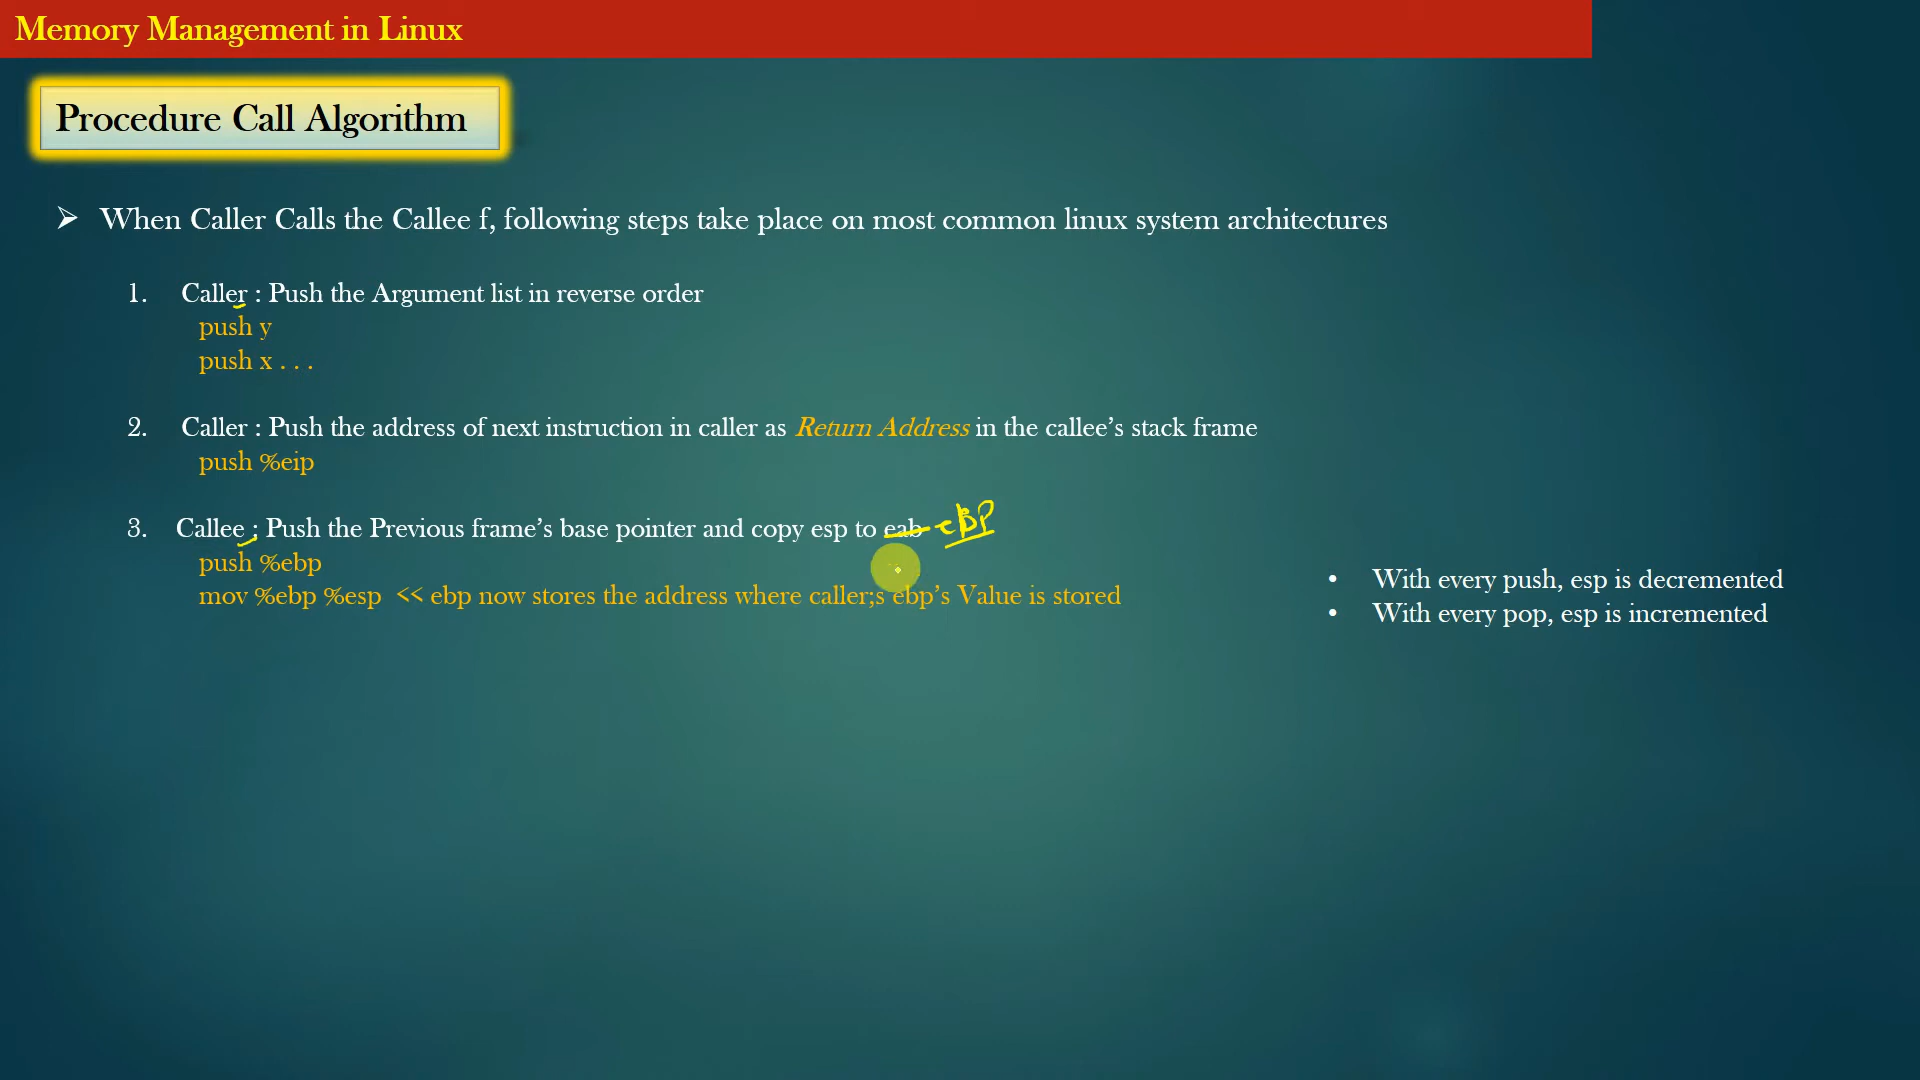 Memory Management in Linux
Procedure Call Algorithm
➢ When Caller Calls the Callee f, following steps take place on most common linux system architectures
1. Caller : Push the Argument list in reverse order
push y
push x . . .
2. Caller : Push the address of next instruction in caller as Return Address in the callee’s stack frame
push %eip
3. Callee : Push the Previous frame’s base pointer and copy esp to eab ebp
push %ebp
mov %ebp %esp << ebp now stores the address where caller;s ebp’s Value is stored
• With every push, esp is decremented
• With every pop, esp is incremented